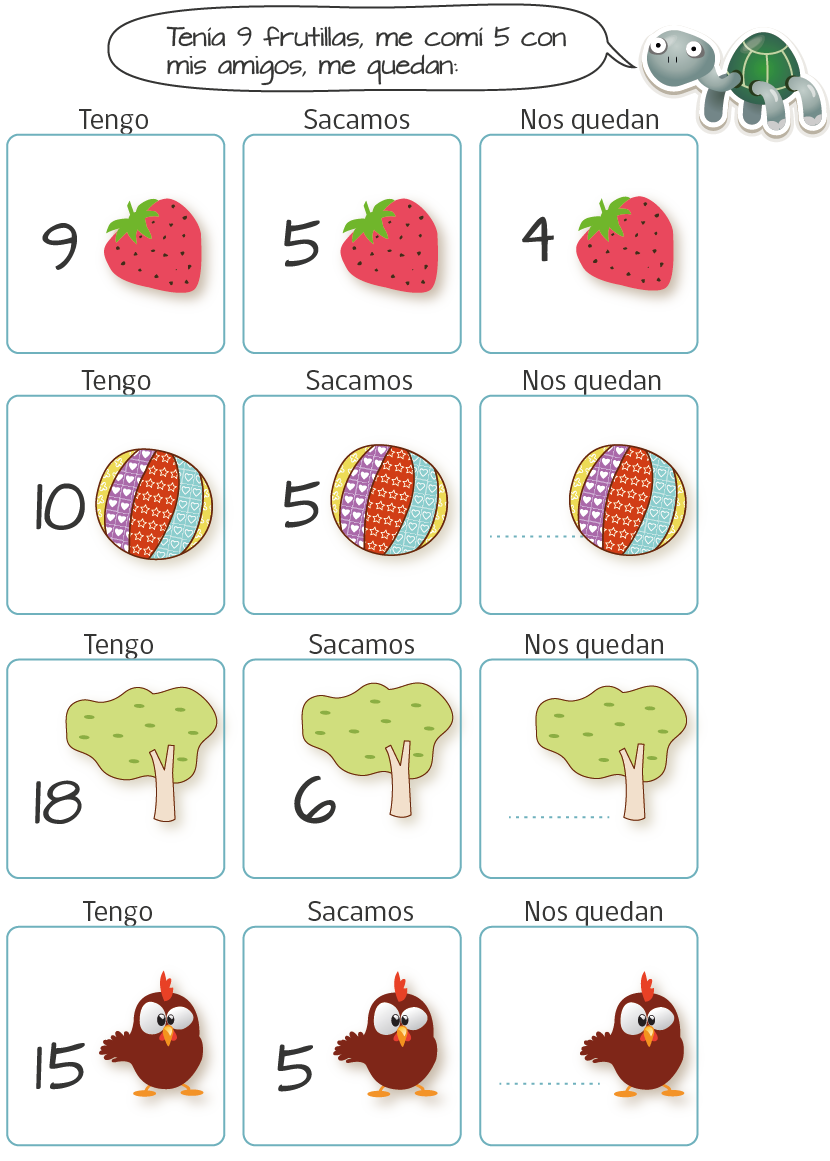 Tenía 9 frutillas, me comí 5 con
mis amigos, me quedan:
Tengo Sacamos Nos quedan
9 5 4
Tengo Sacamos Nos quedan
10 5
Tengo Sacamos Nos quedan
18 6
Tengo Sacamos Nos quedan
15 5